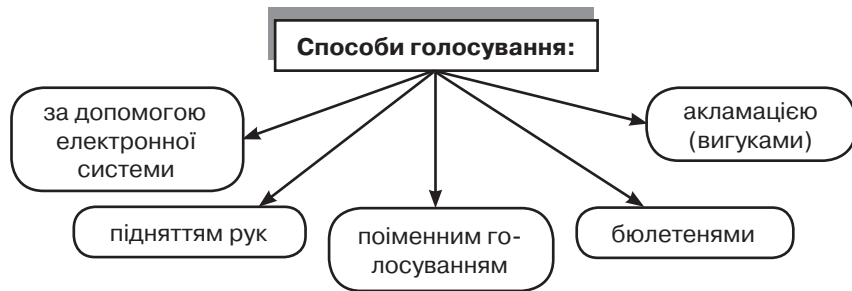 Способи голосування:
за допомогою
електронної
системи
акламацією
(вигуками)
підняттям рук
поіменним го-
лосуванням
бюлетенями